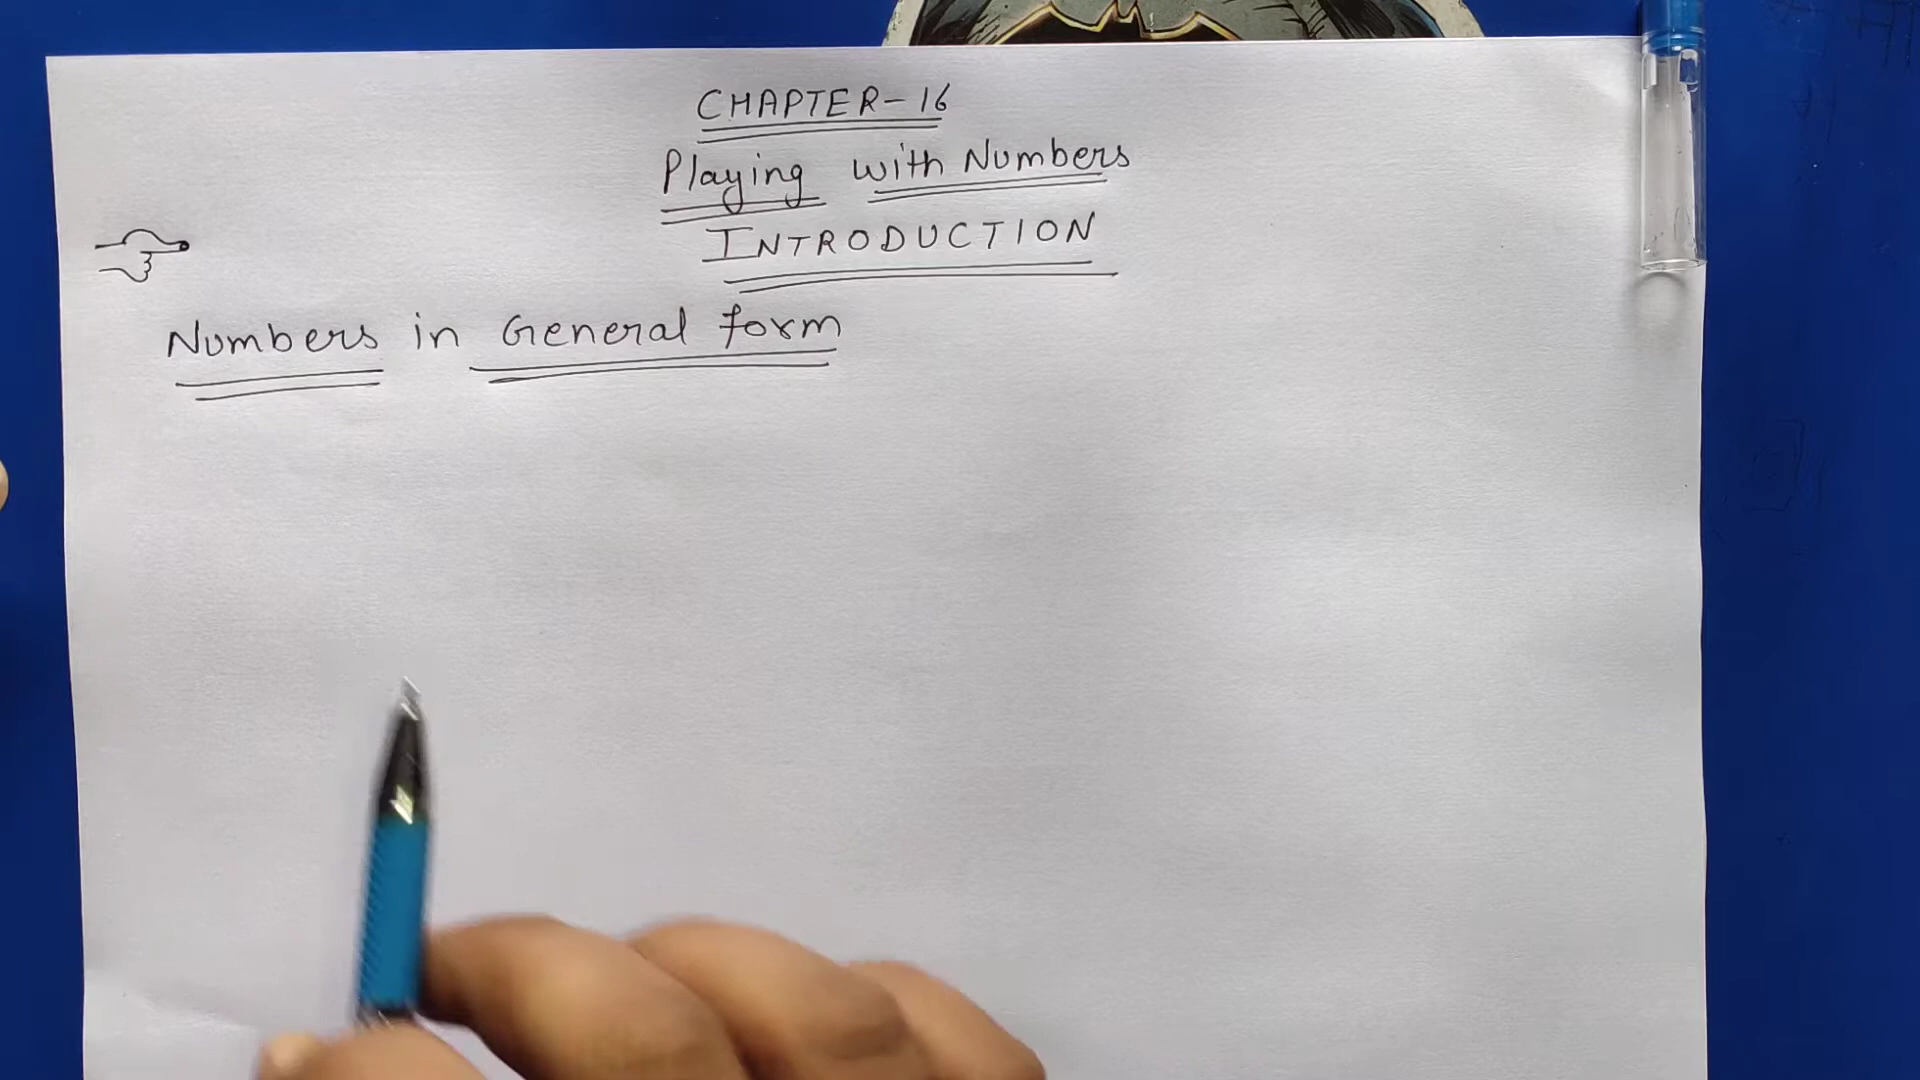 CHAPTER-16
Playing with Numbers
INTRODUCTION
Numbers in General form